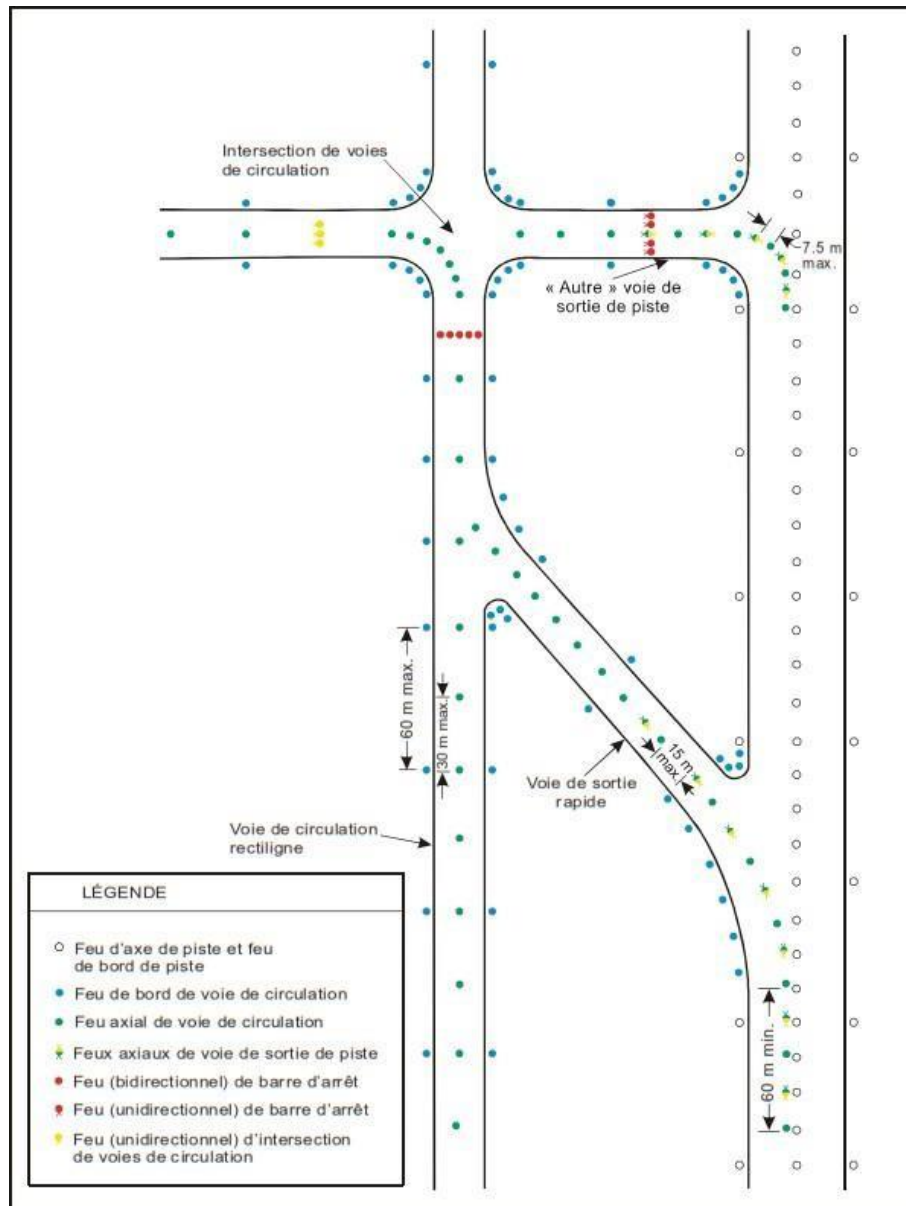 Intersection de voies
de circulation
7.5 m
max.
« Autre » voie de
sortie de piste
60 m max.
30 m max.
15 m
max.
Voie de sortie
rapide
Voie de circulation
rectiligne
60 m min.
LÉGENDE
Feu d'axe de piste et feu
de bord de piste
Feu de bord de voie de circulation
Feu axial de voie de circulation
Feux axiaux de voie de sortie de piste
Feu (bidirectionnel) de barre d'arrêt
Feu (unidirectionnel) de barre d'arrêt
Feu (unidirectionnel) d'intersection
de voies de circulation